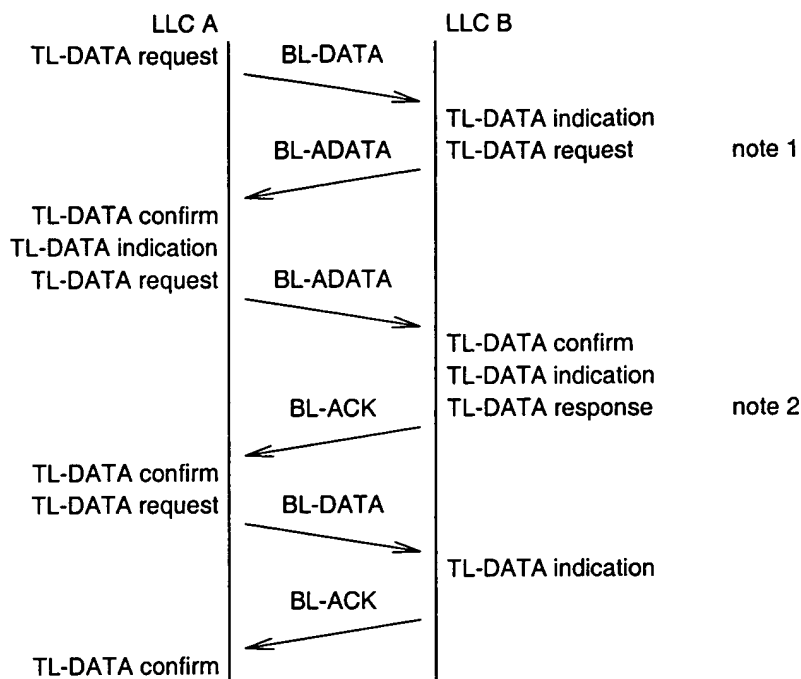 LLC A LLC B
TL-DATA request BL-DATA
TL-DATA indication
BL-ADATA TL-DATA request note 1
TL-DATA confirm
TL-DATA indication
TL-DATA request BL-ADATA
TL-DATA confirm
TL-DATA indication
BL-ACK TL-DATA response note 2
TL-DATA confirm
TL-DATA request BL-DATA
TL-DATA indication
BL-ACK
TL-DATA confirm